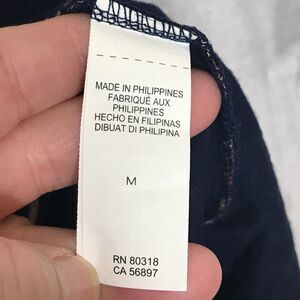 MADE IN PHILIPPINES
FABRIQUÉ AUX
PHILIPPINES
HECHO EN FILIPINAS
DIBUAT DI PHILIPINA
M
RN 80318
CA 56897